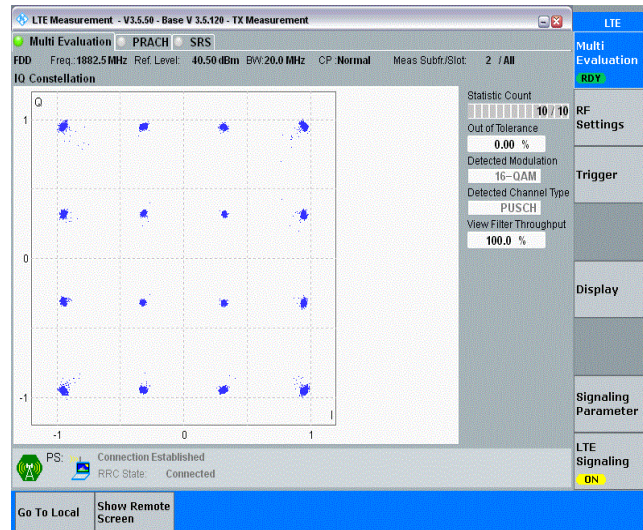 LTE Measurement - V3.5.50 - Base V 3.5.120 - TX Measurement
LTE
Multi Evaluation PRACH SRS
Multi
Evaluation
RDY
FDD Freq.: 1882.5 MHz Ref. Level: 40.50 dBm BW: 20.0 MHz CP: Normal Meas Subfr./Slot: 2 / All
IQ Constellation
Q
1
0
-1
-1 0 1
I
Statistic Count
10 / 10
Out of Tolerance
0.00 %
Detected Modulation
16-QAM
Detected Channel Type
PUSCH
View Filter Throughput
100.0 %
RF
Settings
Trigger
Display
Signaling
Parameter
LTE
Signaling
ON
PS: Connection Established
RRC State: Connected
Go To Local
Show Remote
Screen